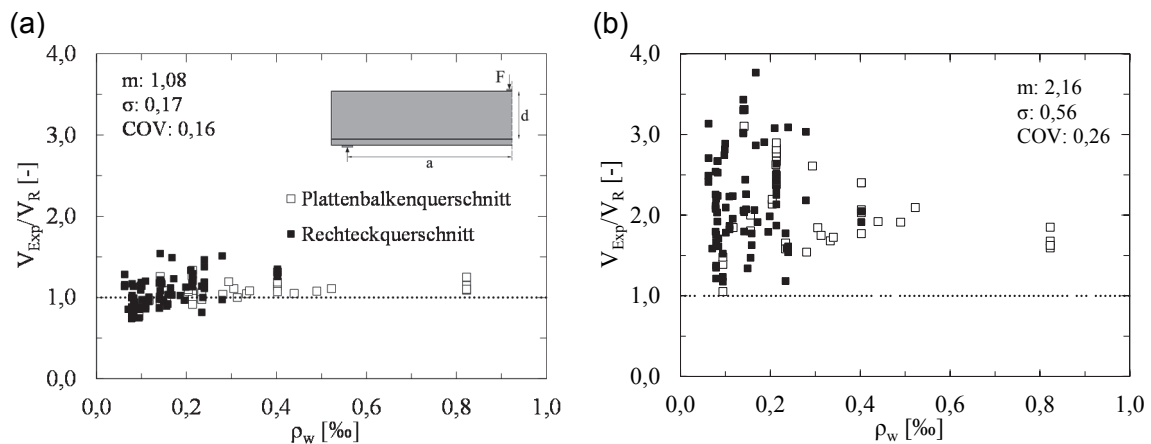 (a)
4,0
3,0
2,0
1,0
0,0
V_Exp/V_R [-]
m: 1,08
σ: 0,17
COV: 0,16
F
d
a
Plattenbalkenquerschnitt
Rechteckquerschnitt
0,0 0,2 0,4 0,6 0,8 1,0
ρ_w [‰]
(b)
4,0
3,0
2,0
1,0
0,0
V_Exp/V_R [-]
m: 2,16
σ: 0,56
COV: 0,26
0,0 0,2 0,4 0,6 0,8 1,0
ρ_w [‰]